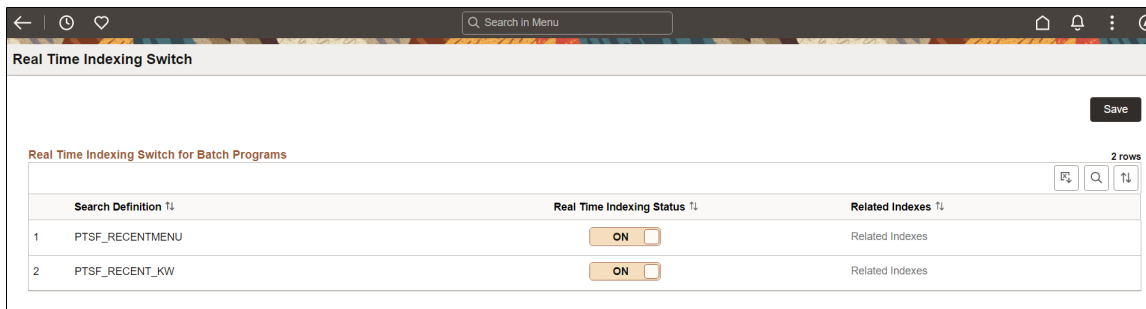 Search in Menu
Real Time Indexing Switch
Save
Real Time Indexing Switch for Batch Programs
2 rows
Search Definition
Real Time Indexing Status
Related Indexes
1 PTSF_RECENTMENU ON Related Indexes
2 PTSF_RECENT_KW ON Related Indexes